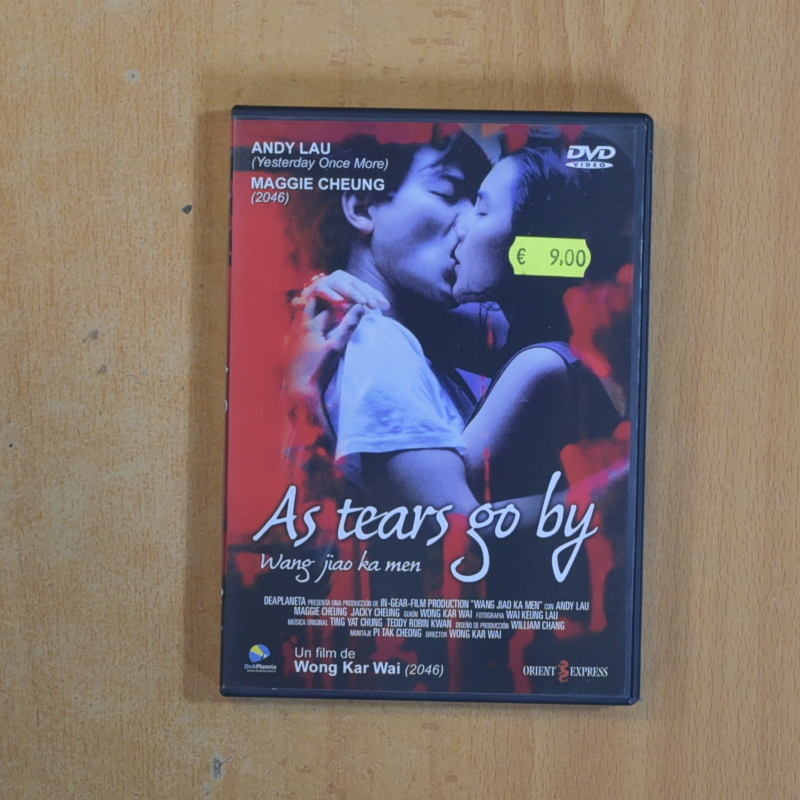 ANDY LAU
(Yesterday Once More)
MAGGIE CHEUNG
(2046)
DVD
VIDEO
€ 9,00
As tears go by
Wang jiao ka men
DEAPLANETA PRESENTA UNA PRODUCCIÓN DE IN-GEAR-FILM PRODUCTION "WANG JIAO KA MEN" CON ANDY LAU
MAGGIE CHEUNG JACKY CHEUNG GUIÓN WONG KAR WAI FOTOGRAFIA WAI KEUNG LAU
MÚSICA ORIGINAL TING YAT CHUNG TEDDY ROBIN KWAN DISEÑO DE PRODUCCIÓN WILLIAM CHANG
MONTAJE PI TAK CHEONG DIRECTOR WONG KAR WAI
Un film de
Wong Kar Wai (2046)
DeAPlaneta
ORIENT EXPRESS